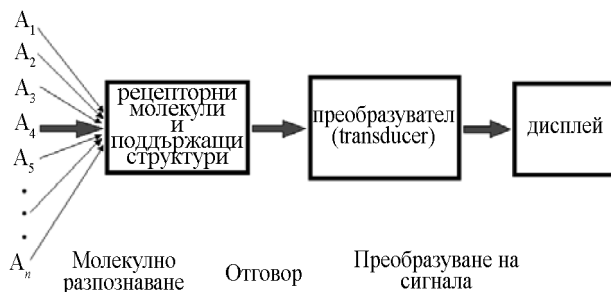 A1
A2
A3
A4
A5
An
рецепторни
молекули
и
поддържащи
структури
преобразувател
(transducer)
дисплей
Молекулно
разпознаване
Отговор
Преобразуване на
сигнала